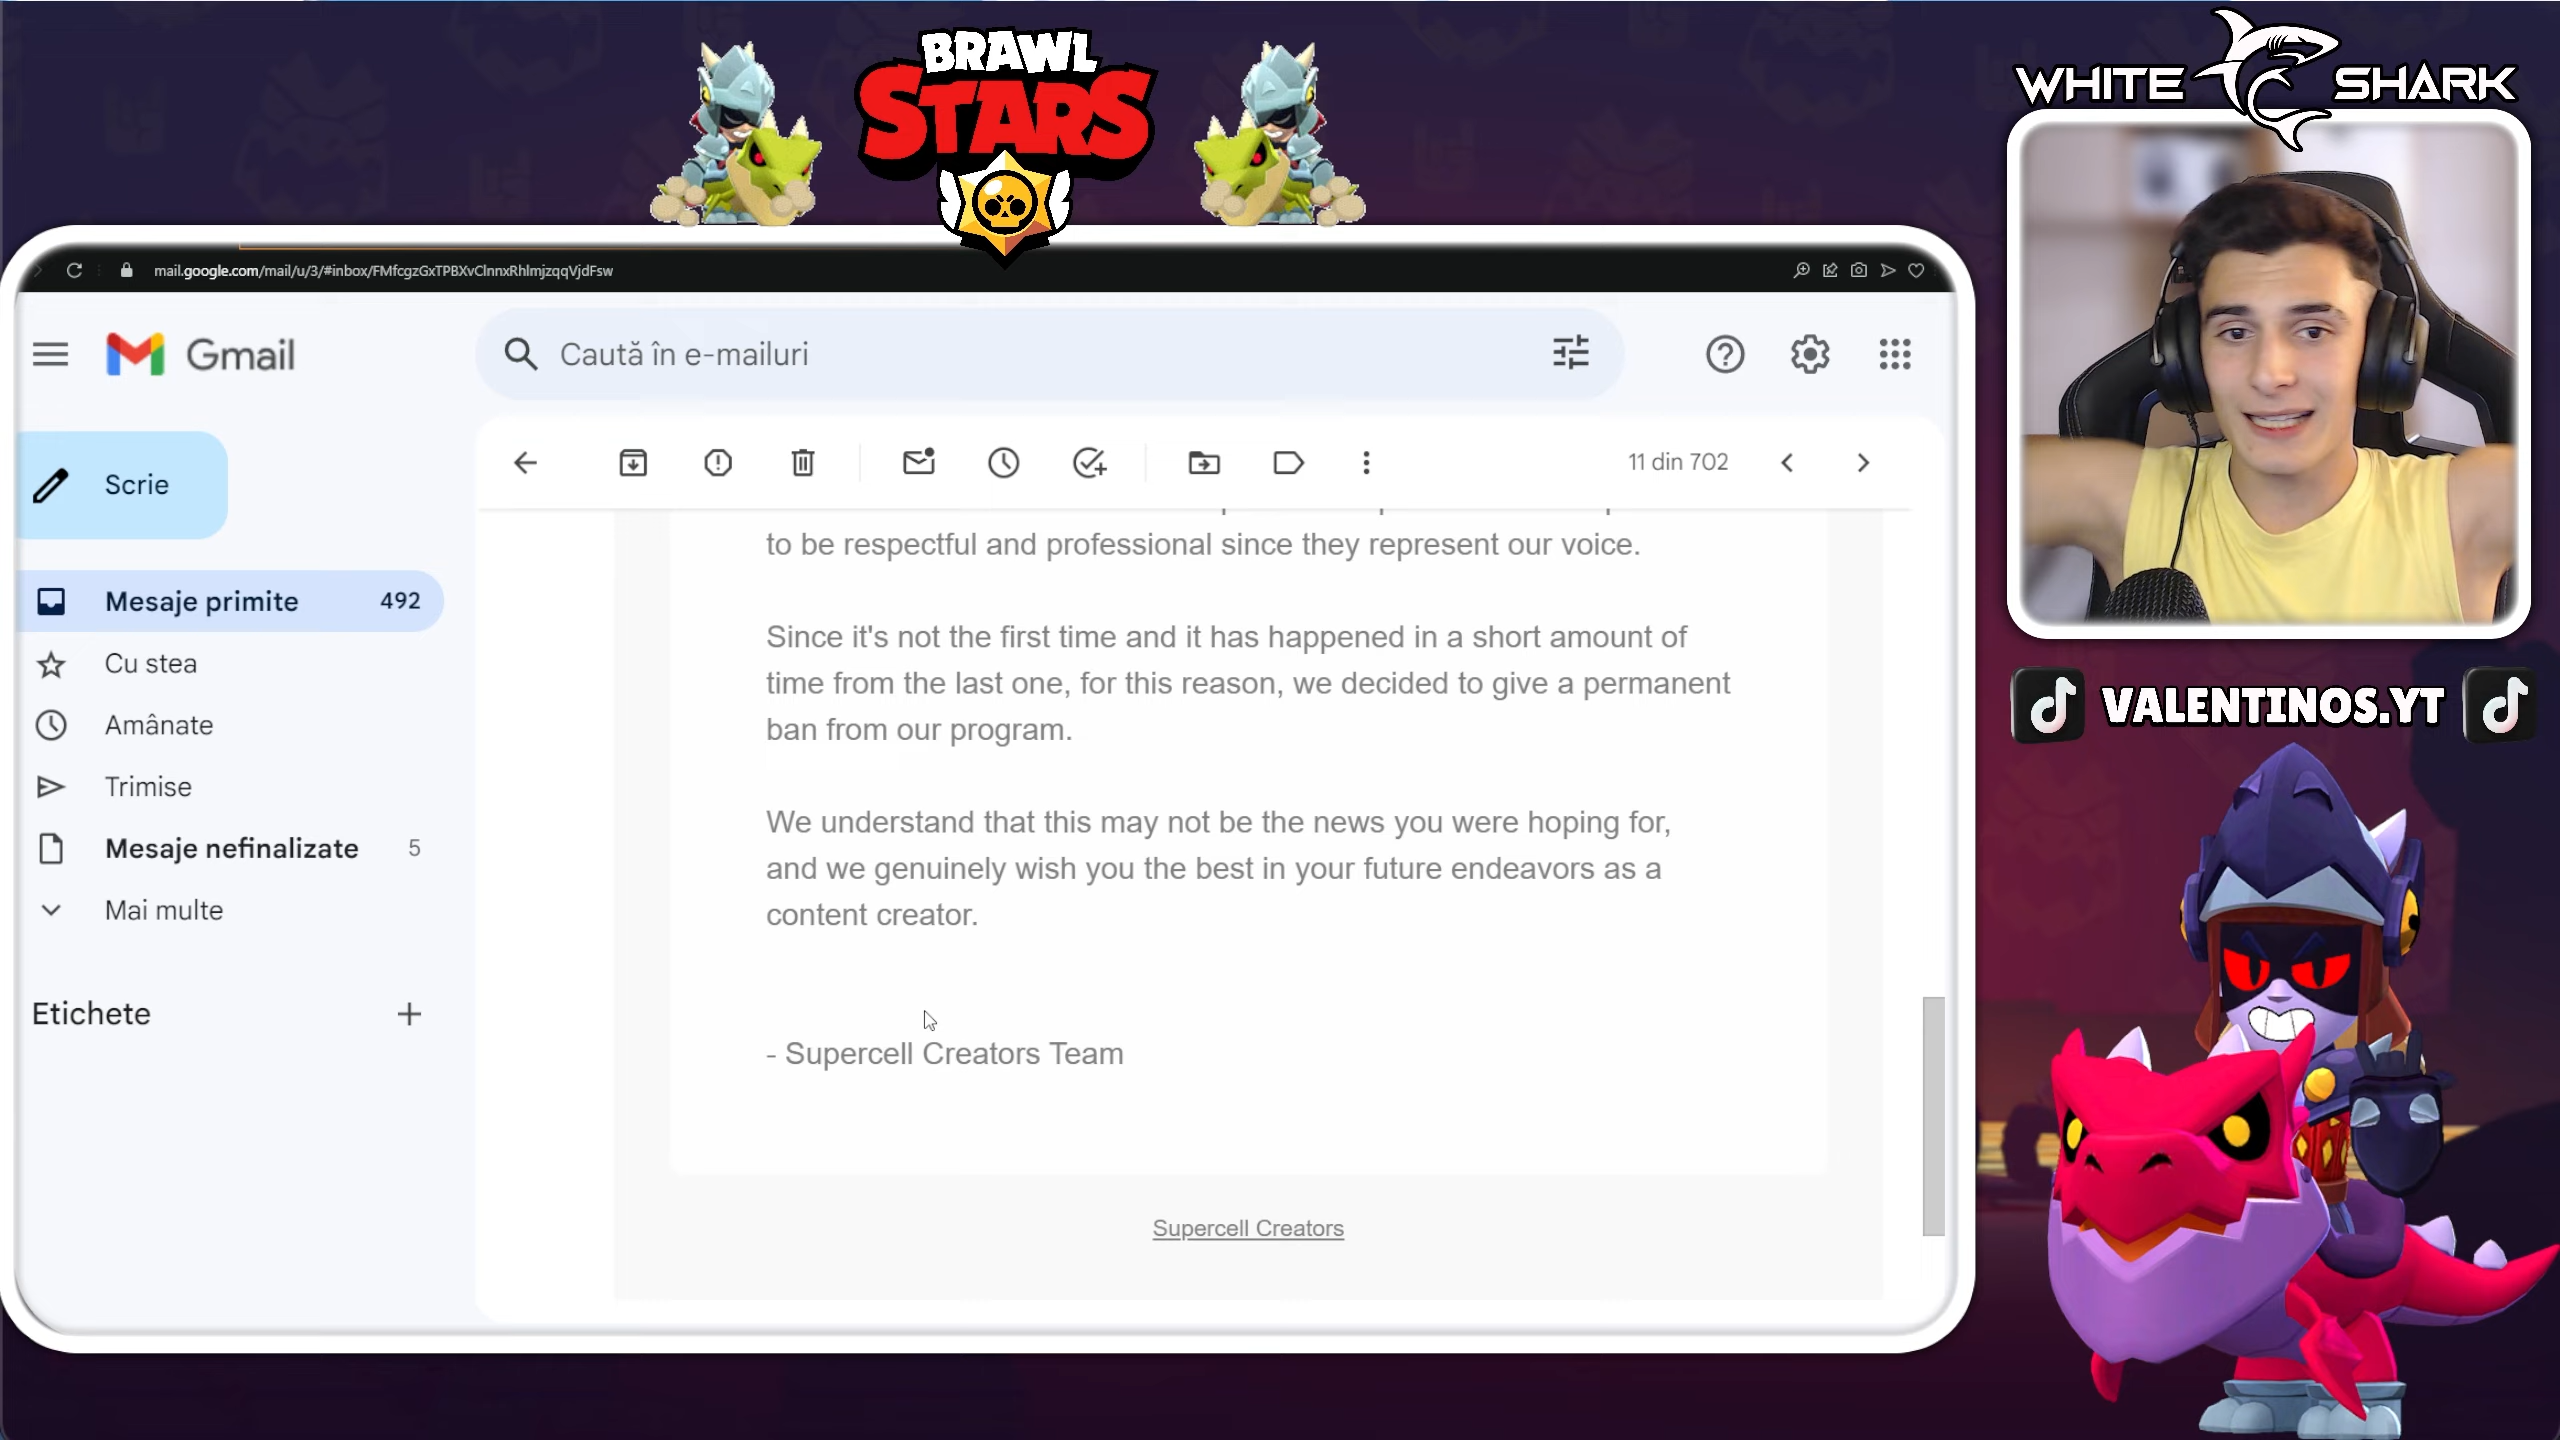 BRAWL
STARS
WHITE SHARK
mail.google.com/mail/u/3/#inbox/FMfcgzGxTPBXvClnnxRhlmjzqqVjdFsw
Gmail
Caută în e-mailuri
Scrie
11 din 702
Mesaje primite 492
Cu stea
Amânate
Trimise
Mesaje nefinalizate 5
Mai multe
Etichete
to be respectful and professional since they represent our voice.
Since it's not the first time and it has happened in a short amount of
time from the last one, for this reason, we decided to give a permanent
ban from our program.
We understand that this may not be the news you were hoping for,
and we genuinely wish you the best in your future endeavors as a
content creator.
- Supercell Creators Team
Supercell Creators
VALENTINOS.YT